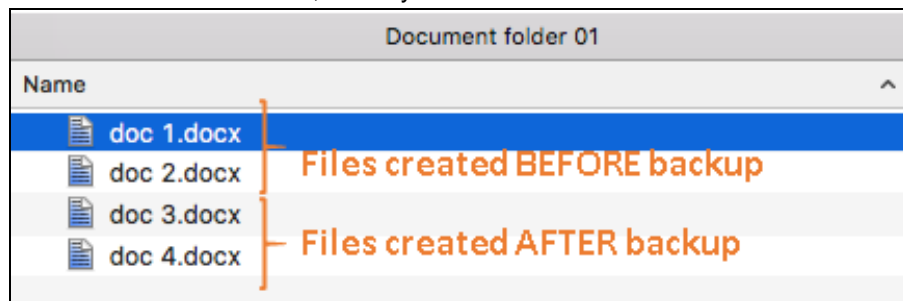 Document folder 01
Name
doc 1.docx
doc 2.docx
Files created BEFORE backup
doc 3.docx
doc 4.docx
Files created AFTER backup